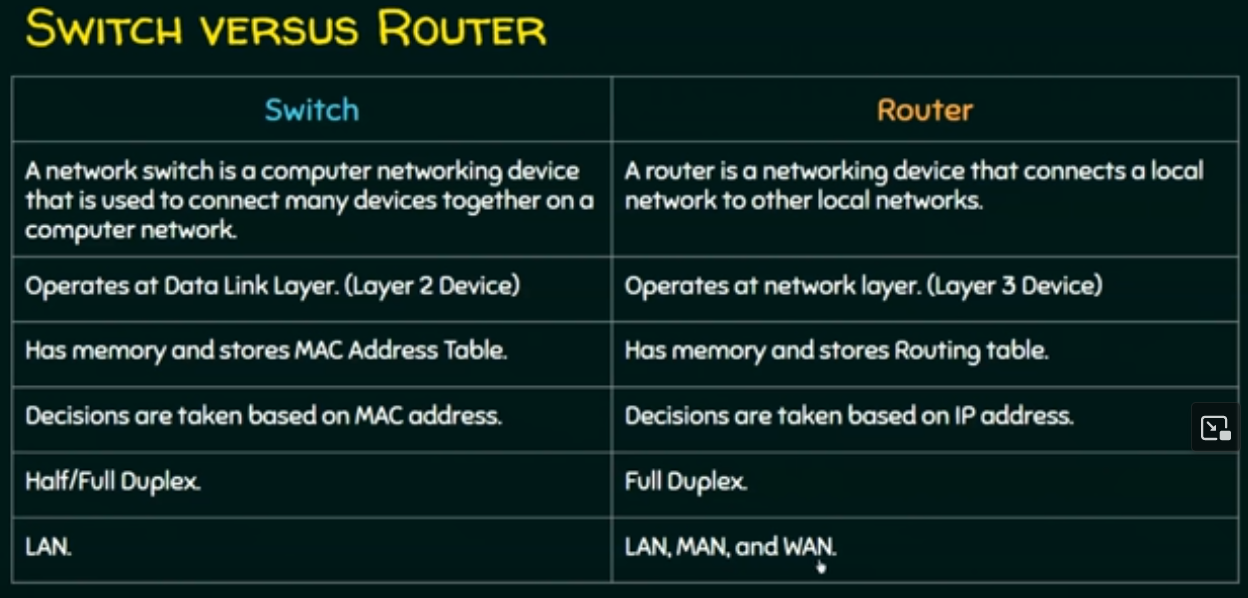 SWITCH VERSUS ROUTER
Switch
Router
A network switch is a computer networking device
that is used to connect many devices together on a
computer network.
A router is a networking device that connects a local
network to other local networks.
Operates at Data Link Layer. (Layer 2 Device)
Operates at network layer. (Layer 3 Device)
Has memory and stores MAC Address Table.
Has memory and stores Routing table.
Decisions are taken based on MAC address.
Decisions are taken based on IP address.
Half/Full Duplex.
Full Duplex.
LAN.
LAN, MAN, and WAN.